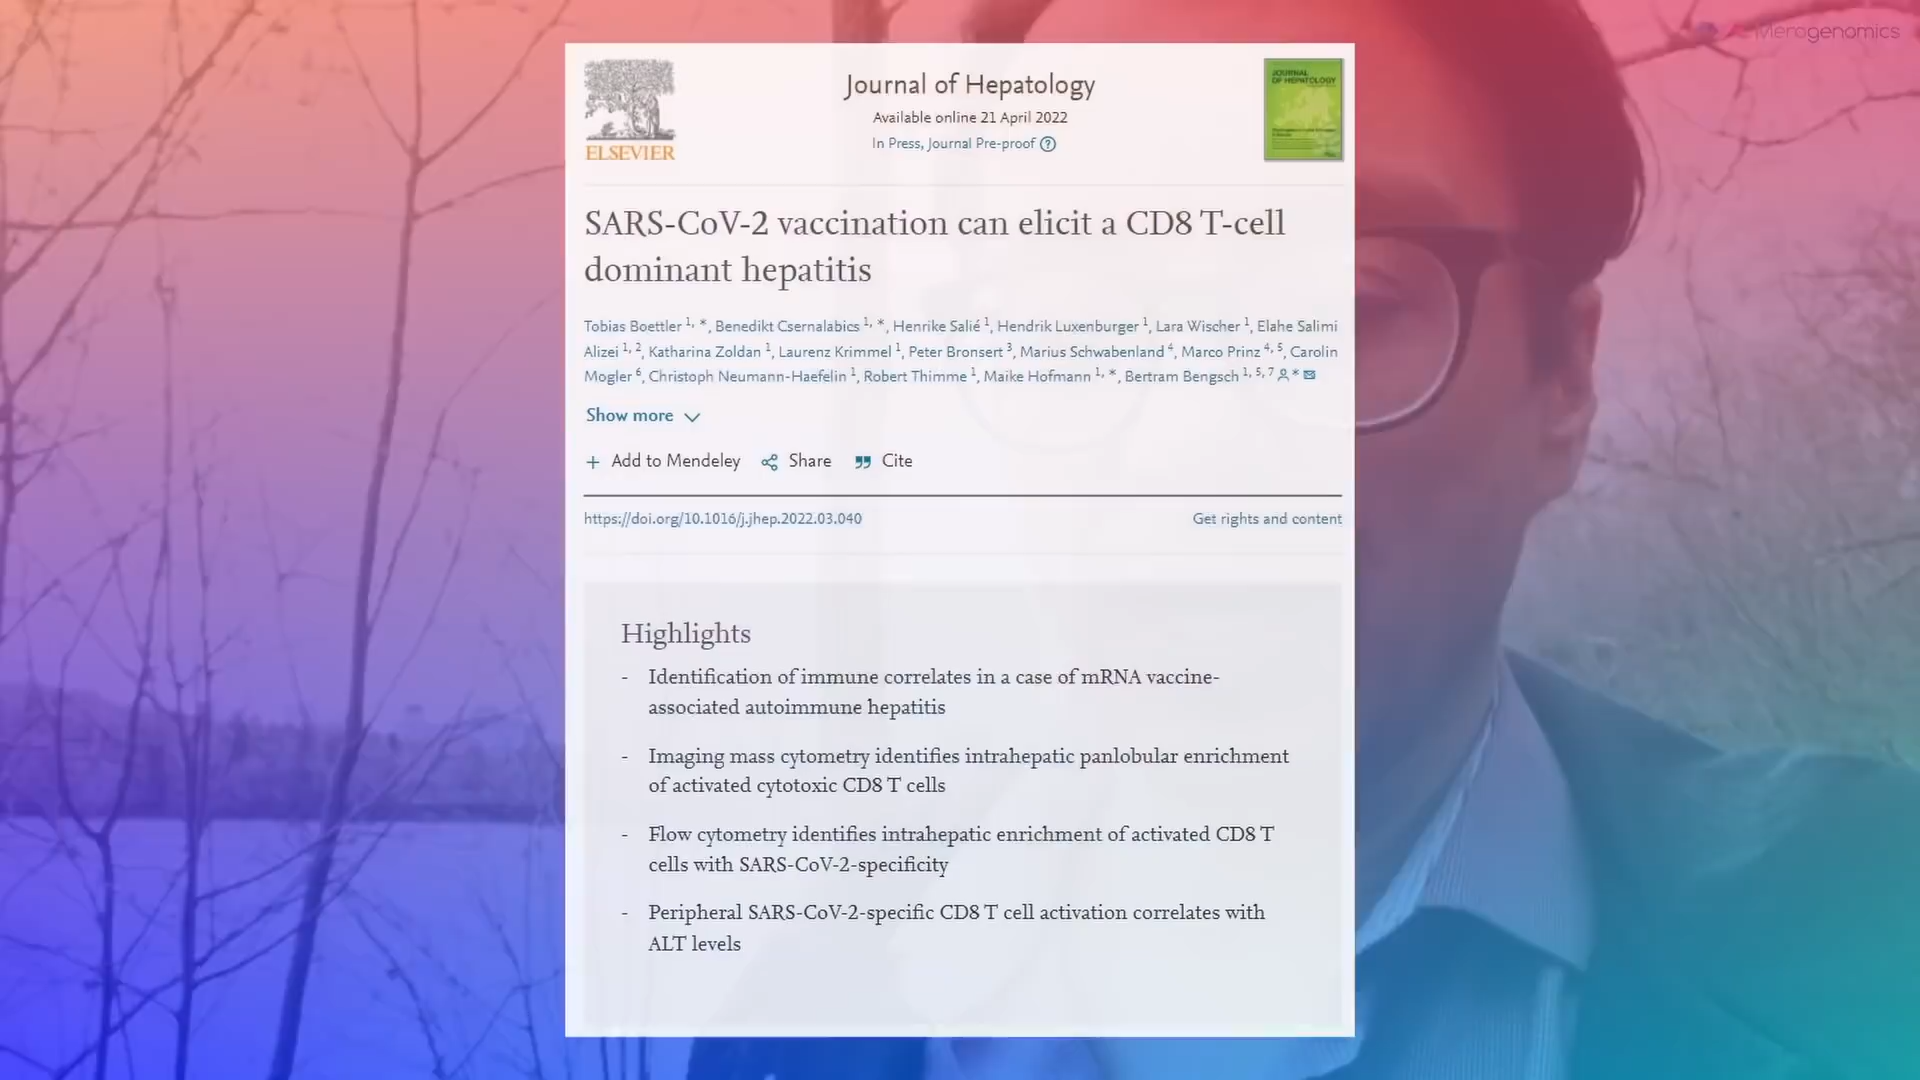 Merogenomics
ELSEVIER
Journal of Hepatology
Available online 21 April 2022
In Press, Journal Pre-proof ?
JOURNAL
OF HEPATOLOGY
SARS-CoV-2 vaccination can elicit a CD8 T-cell
dominant hepatitis
Tobias Boettler 1, *, Benedikt Csernalabics 1, *, Henrike Salié 1, Hendrik Luxenburger 1, Lara Wischer 1, Elahe Salimi
Alizei 1, 2, Katharina Zoldan 1, Laurenz Krimmel 1, Peter Bronsert 3, Marius Schwabenland 4, Marco Prinz 4, 5, Carolin
Mogler 6, Christoph Neumann-Haefelin 1, Robert Thimme 1, Maike Hofmann 1, *, Bertram Bengsch 1, 5, 7 *
Show more
+ Add to Mendeley Share Cite
https://doi.org/10.1016/j.jhep.2022.03.040 Get rights and content
Highlights
- Identification of immune correlates in a case of mRNA vaccine-
associated autoimmune hepatitis
- Imaging mass cytometry identifies intrahepatic panlobular enrichment
of activated cytotoxic CD8 T cells
- Flow cytometry identifies intrahepatic enrichment of activated CD8 T
cells with SARS-CoV-2-specificity
- Peripheral SARS-CoV-2-specific CD8 T cell activation correlates with
ALT levels